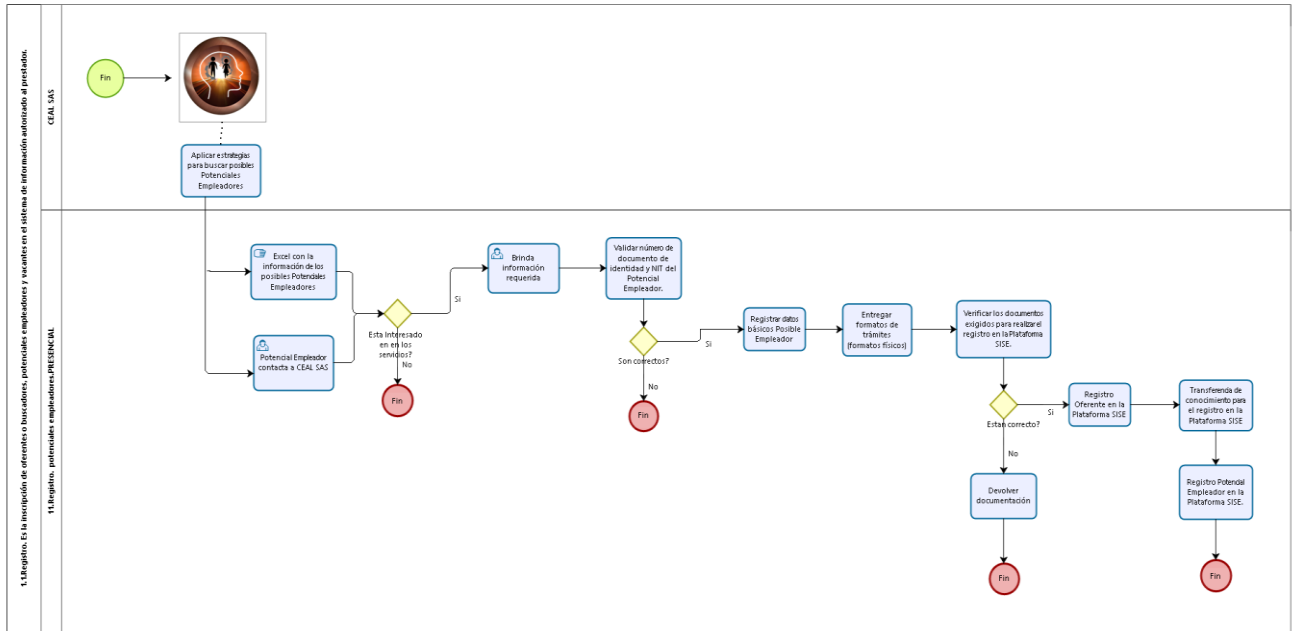 1.1.Registro. Es la inscripción de oferentes o buscadores, potenciales empleadores y vacantes en el sistema de información autorizado al prestador.
CEAL SAS
Fin
Aplicar estrategias
para buscar posibles
Potenciales
Empleadores
11.Registro. potenciales empleadores.PRESENCIAL
Excel con la
información de los
posibles Potenciales
Empleadores
Potencial Empleador
contacta a CEAL SAS
Esta Interesado
en en los
servicios?
Si
No
Fin
Brinda
información
requerida
Validar número de
documento de
identidad y NIT del
Potencial
Empleador.
Son correctos?
Si
No
Fin
Registrar datos
básicos Posible
Empleador
Entregar
formatos de
trámites
(formatos físicos)
Verificar los documentos
exigidos para realizar el
registro en la Plataforma
SISE.
Estan correcto?
Si
No
Devolver
documentación
Fin
Registro
Oferente en la
Plataforma SISE
Transferencia de
conocimiento para
el registro en la
Plataforma SISE
Registro Potencial
Empleador en la
Plataforma SISE.
Fin